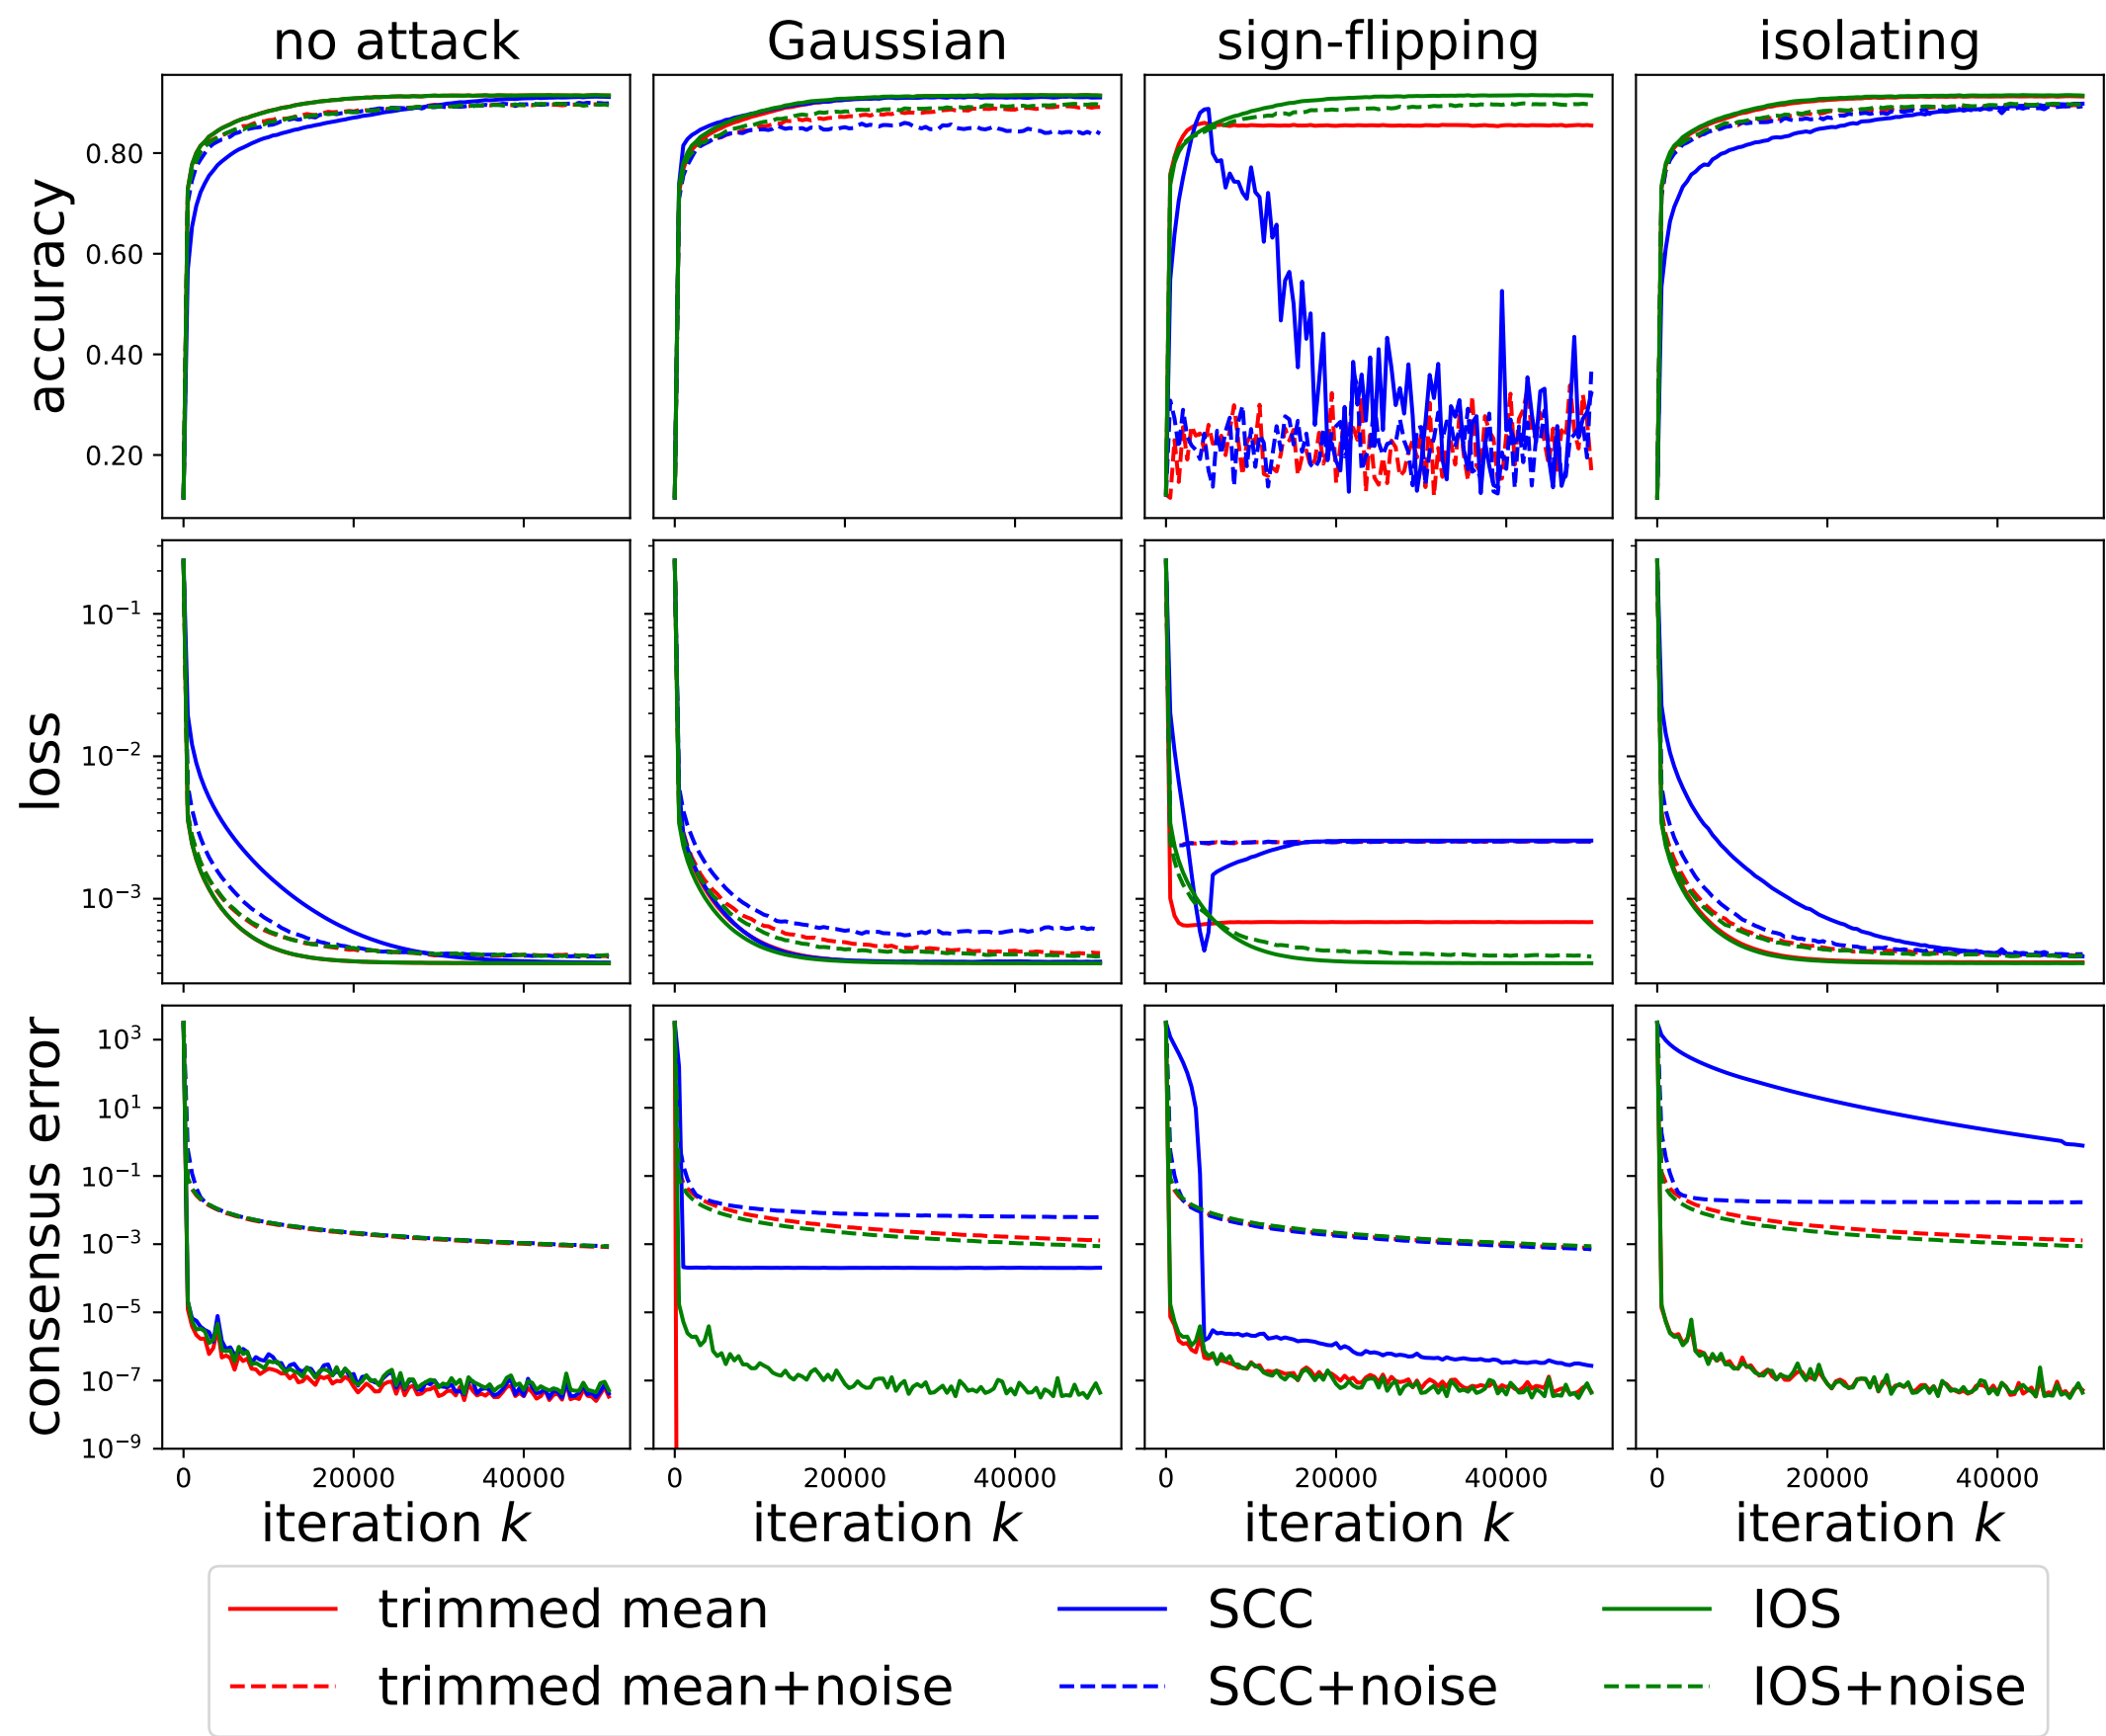 no attack Gaussian sign-flipping isolating
accuracy
0.80
0.60
0.40
0.20
loss
10⁻¹
10⁻²
10⁻³
consensus error
10³
10¹
10⁻¹
10⁻³
10⁻⁵
10⁻⁷
10⁻⁹
0 20000 40000 0 20000 40000 0 20000 40000 0 20000 40000
iteration k iteration k iteration k iteration k
trimmed mean SCC IOS
trimmed mean+noise SCC+noise IOS+noise